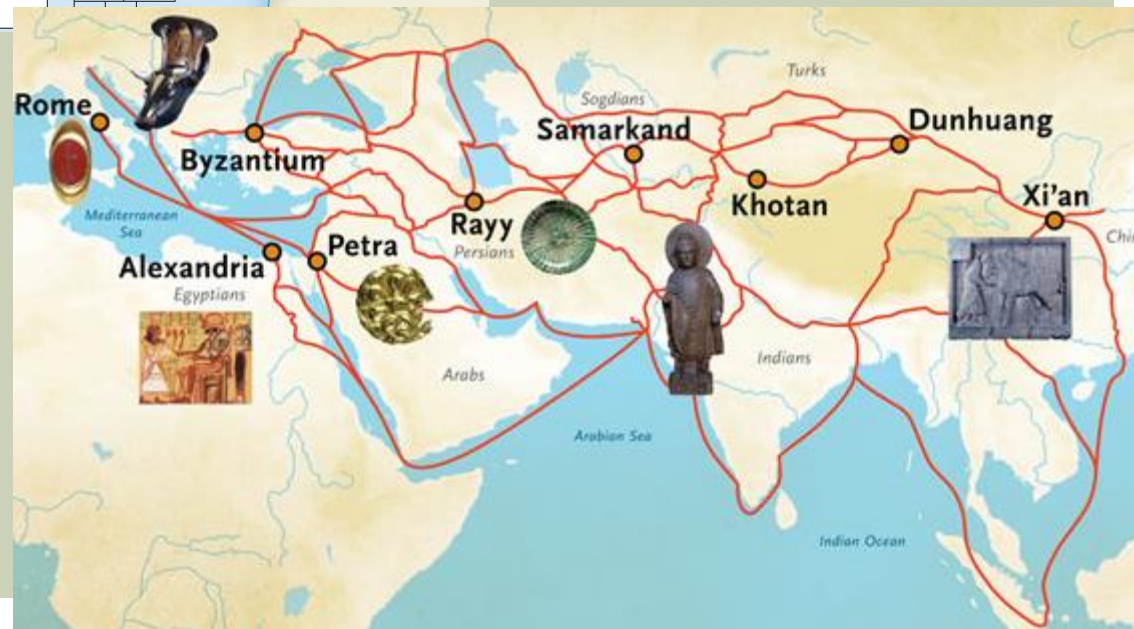 Turks
Sogdians
Rome
Dunhuang
Samarkand
Byzantium
Khotan
Xi'an
Mediterranean
Sea
Rayy
Petra
Persians
Alexandria
Egyptians
Indians
Arabs
Arabian Sea
Indian Ocean